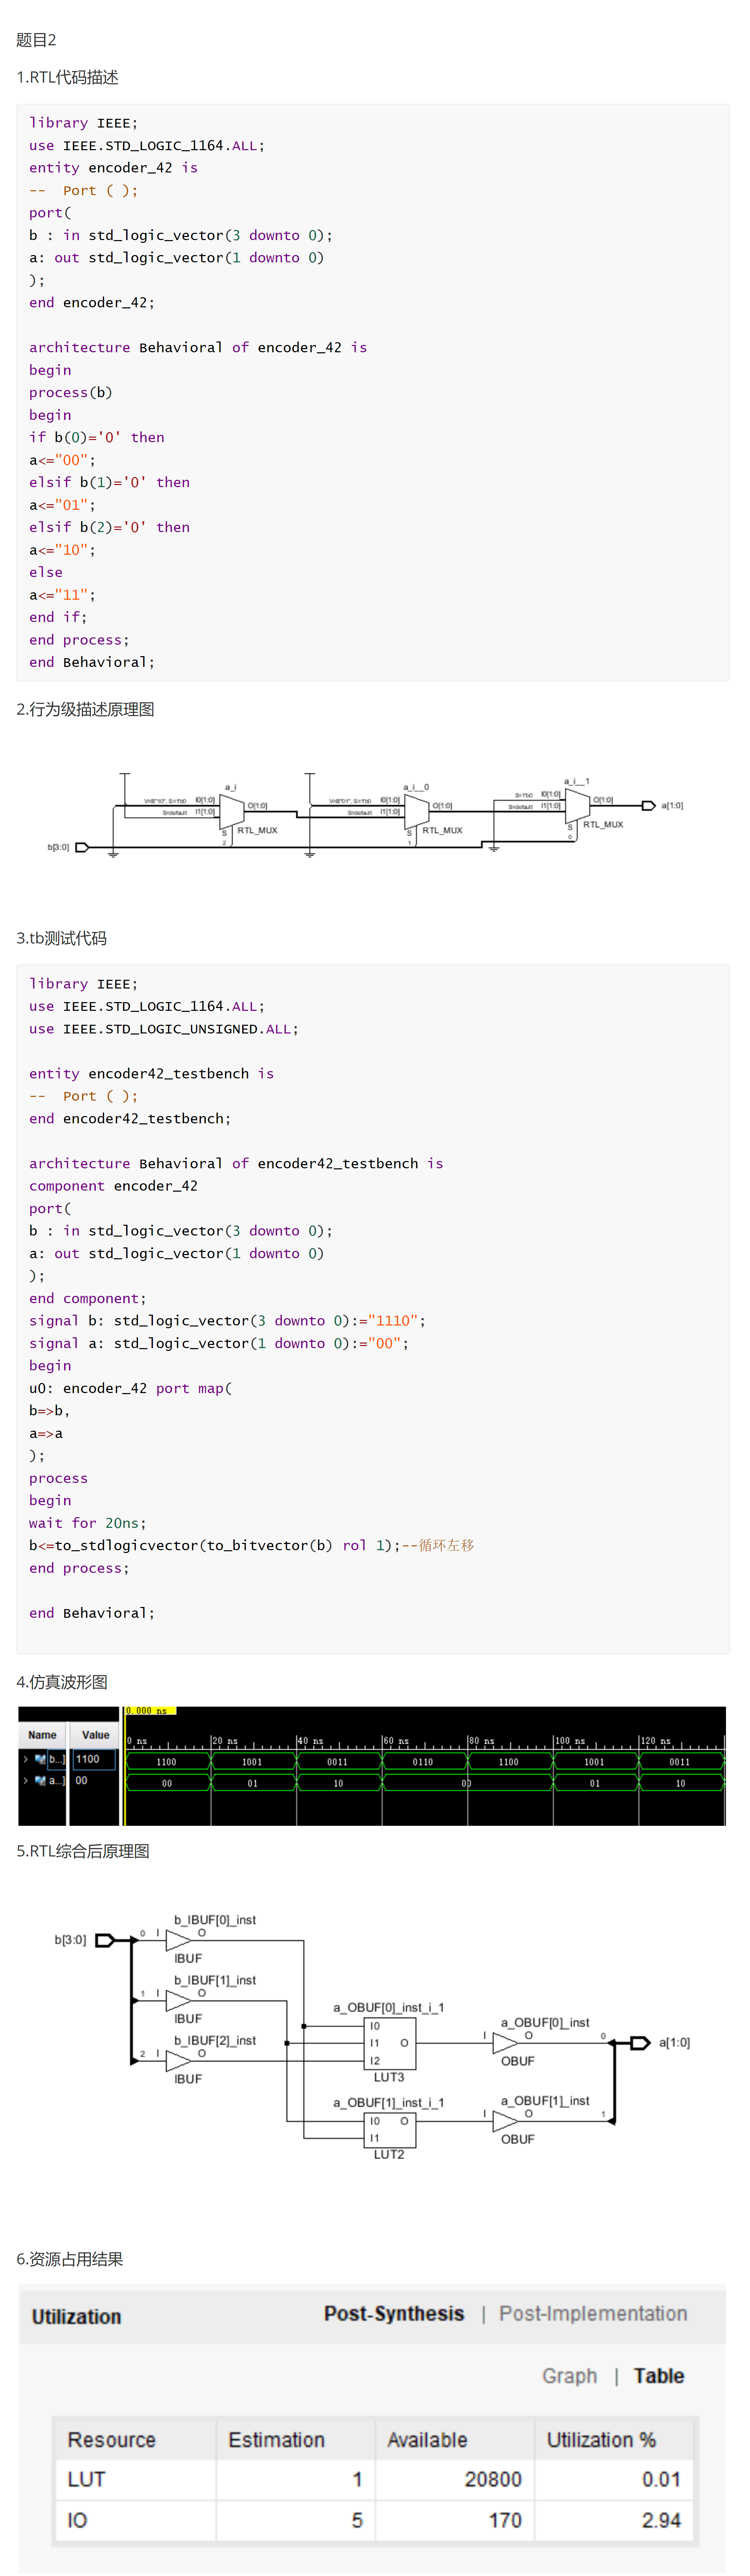 题目2
1.RTL代码描述
library IEEE;
use IEEE.STD_LOGIC_1164.ALL;
entity encoder_42 is
--  Port ( );
port(
b : in std_logic_vector(3 downto 0);
a: out std_logic_vector(1 downto 0)
);
end encoder_42;
architecture Behavioral of encoder_42 is
begin
process(b)
begin
if b(0)='0' then
a<="00";
elsif b(1)='0' then
a<="01";
elsif b(2)='0' then
a<="10";
else
a<="11";
end if;
end process;
end Behavioral;
2.行为级描述原理图
a_i a_i__0 a_i__1
V=B"10", S=1'b0 I0[1:0] O[1:0] V=B"01", S=1'b0 I0[1:0] O[1:0] S=1'b0 I0[1:0] O[1:0] a[1:0]
S=default I1[1:0] S=default I1[1:0] S=default I1[1:0]
S RTL_MUX S RTL_MUX S RTL_MUX
b[3:0] 2 1 0
3.tb测试代码
library IEEE;
use IEEE.STD_LOGIC_1164.ALL;
use IEEE.STD_LOGIC_UNSIGNED.ALL;
entity encoder42_testbench is
--  Port ( );
end encoder42_testbench;
architecture Behavioral of encoder42_testbench is
component encoder_42
port(
b : in std_logic_vector(3 downto 0);
a: out std_logic_vector(1 downto 0)
);
end component;
signal b: std_logic_vector(3 downto 0):="1110";
signal a: std_logic_vector(1 downto 0):="00";
begin
u0: encoder_42 port map(
b=>b,
a=>a
);
process
begin
wait for 20ns;
b<=to_stdlogicvector(to_bitvector(b) rol 1);--循环左移
end process;
end Behavioral;
4.仿真波形图
0.000 ns
Name Value 0 ns 20 ns 40 ns 60 ns 80 ns 100 ns 120 ns
b...] 1100 1100 1001 0011 0110 1100 1001 0011
a...] 00 00 01 10 00 01 10
5.RTL综合后原理图
b_IBUF[0]_inst
b[3:0] 0 I O
IBUF
b_IBUF[1]_inst
1 I O
IBUF
a_OBUF[0]_inst_i_1
I0 a_OBUF[0]_inst
b_IBUF[2]_inst
2 I O I1 O I O 0 a[1:0]
IBUF I2 OBUF
LUT3
a_OBUF[1]_inst_i_1 a_OBUF[1]_inst
I0 O I O 1
I1 OBUF
LUT2
6.资源占用结果
Utilization Post-Synthesis | Post-Implementation
Graph | Table
Resource Estimation Available Utilization %
LUT 1 20800 0.01
IO 5 170 2.94